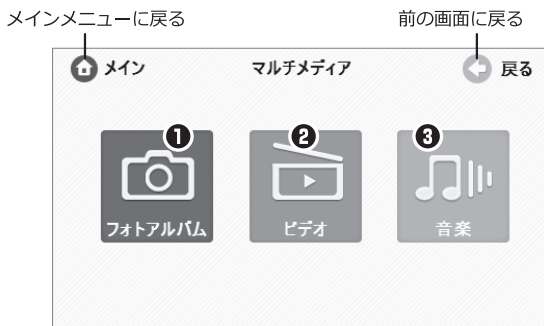 メインメニューに戻る 前の画面に戻る
メイン マルチメディア 戻る
❶ ❷ ❸
フォトアルバム ビデオ 音楽